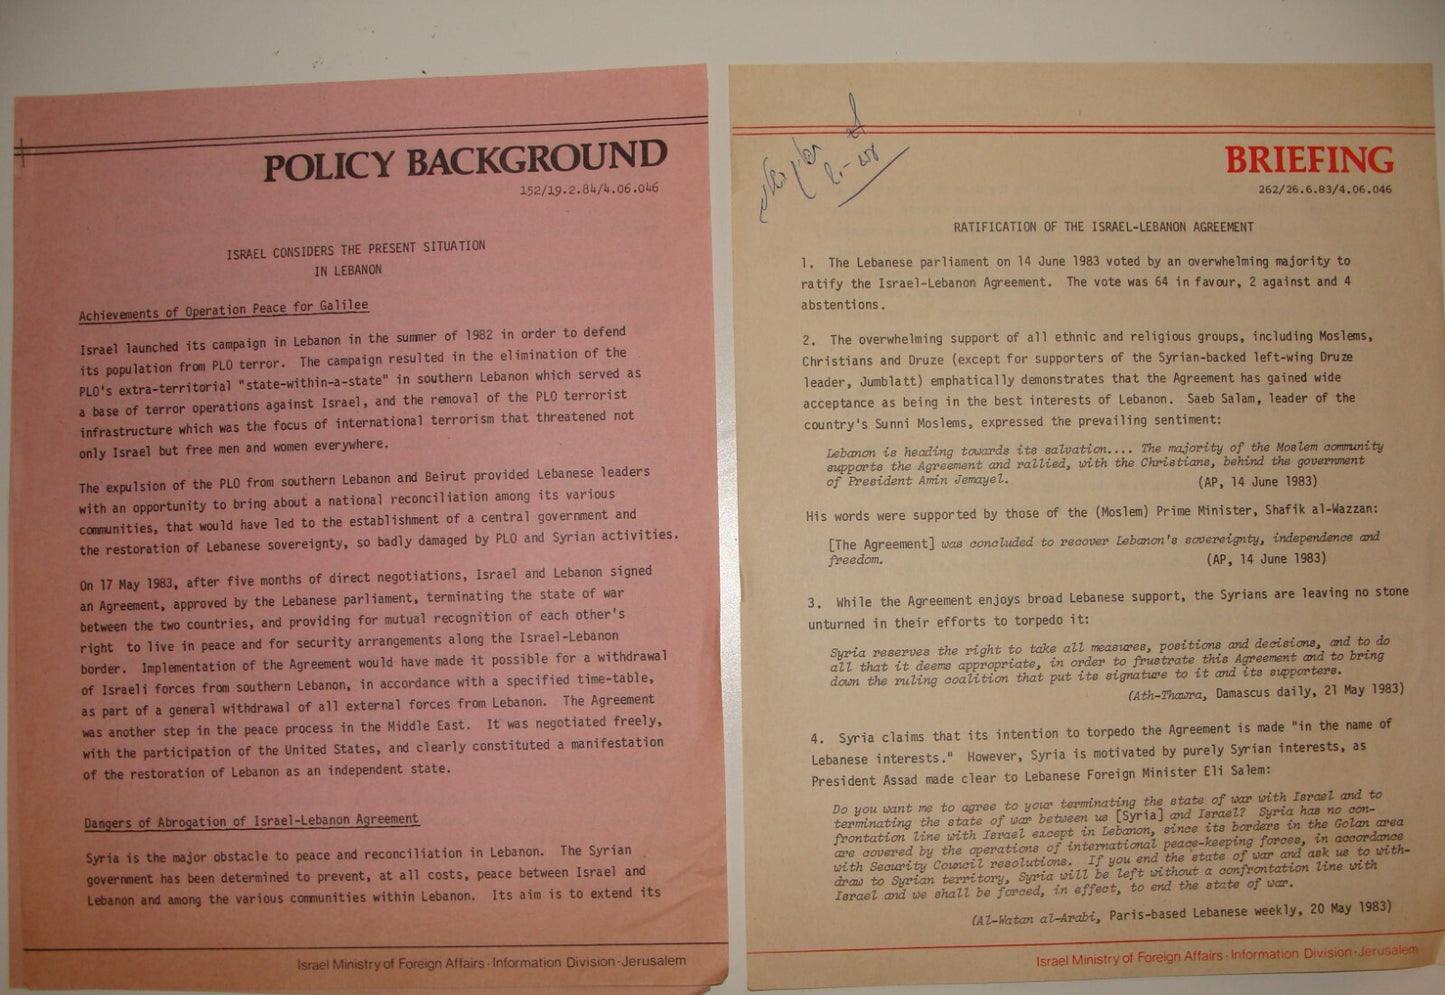 POLICY BACKGROUND
152/19.2.84/4.06.046
ISRAEL CONSIDERS THE PRESENT SITUATION
IN LEBANON
Achievements of Operation Peace for Galilee
Israel launched its campaign in Lebanon in the summer of 1982 in order to defend
its population from PLO terror. The campaign resulted in the elimination of the
PLO's extra-territorial "state-within-a-state" in southern Lebanon which served as
a base of terror operations against Israel, and the removal of the PLO terrorist
infrastructure which was the focus of international terrorism that threatened not
only Israel but free men and women everywhere.
The expulsion of the PLO from southern Lebanon and Beirut provided Lebanese leaders
with an opportunity to bring about a national reconciliation among its various
communities, that would have led to the establishment of a central government and
the restoration of Lebanese sovereignty, so badly damaged by PLO and Syrian activities.
On 17 May 1983, after five months of direct negotiations, Israel and Lebanon signed
an Agreement, approved by the Lebanese parliament, terminating the state of war
between the two countries, and providing for mutual recognition of each other's
right to live in peace and for security arrangements along the Israel-Lebanon
border. Implementation of the Agreement would have made it possible for a withdrawal
of Israeli forces from southern Lebanon, in accordance with a specified time-table,
as part of a general withdrawal of all external forces from Lebanon. The Agreement
was another step in the peace process in the Middle East. It was negotiated freely,
with the participation of the United States, and clearly constituted a manifestation
of the restoration of Lebanon as an independent state.
Dangers of Abrogation of Israel-Lebanon Agreement
Syria is the major obstacle to peace and reconciliation in Lebanon. The Syrian
government has been determined to prevent, at all costs, peace between Israel and
Lebanon and among the various communities within Lebanon. Its aim is to extend its
Israel Ministry of Foreign Affairs · Information Division · Jerusalem
BRIEFING
262/26.6.83/4.06.046
RATIFICATION OF THE ISRAEL-LEBANON AGREEMENT
1. The Lebanese parliament on 14 June 1983 voted by an overwhelming majority to
ratify the Israel-Lebanon Agreement. The vote was 64 in favour, 2 against and 4
abstentions.
2. The overwhelming support of all ethnic and religious groups, including Moslems,
Christians and Druze (except for supporters of the Syrian-backed left-wing Druze
leader, Jumblatt) emphatically demonstrates that the Agreement has gained wide
acceptance as being in the best interests of Lebanon. Saeb Salam, leader of the
country's Sunni Moslems, expressed the prevailing sentiment:
Lebanon is heading towards its salvation.... The majority of the Moslem community
supports the Agreement and rallied, with the Christians, behind the government
of President Amin Jemayel. (AP, 14 June 1983)
His words were supported by those of the (Moslem) Prime Minister, Shafik al-Wazzan:
[The Agreement] was concluded to recover Lebanon's sovereignty, independence and
freedom. (AP, 14 June 1983)
3. While the Agreement enjoys broad Lebanese support, the Syrians are leaving no stone
unturned in their efforts to torpedo it:
Syria reserves the right to take all measures, positions and decisions, and to do
all that it deems appropriate, in order to frustrate this Agreement and to bring
down the ruling coalition that put its signature to it and its supporters.
(Ath-Thawra, Damascus daily, 21 May 1983)
4. Syria claims that its intention to torpedo the Agreement is made "in the name of
Lebanese interests." However, Syria is motivated by purely Syrian interests, as
President Assad made clear to Lebanese Foreign Minister Eli Salem:
Do you want me to agree to your terminating the state of war with Israel and to
terminating the state of war between us [Syria] and Israel? Syria has no con-
frontation line with Israel except in Lebanon, since its borders in the Golan area
are covered by the operations of international peace-keeping forces, in accordance
with Security Council resolutions. If you end the state of war and ask us to with-
draw to Syrian territory, Syria will be left without a confrontation line with
Israel and we shall be forced, in effect, to end the state of war.
(Al-Watan al-Arabi, Paris-based Lebanese weekly, 20 May 1983)
Israel Ministry of Foreign Affairs · Information Division · Jerusalem